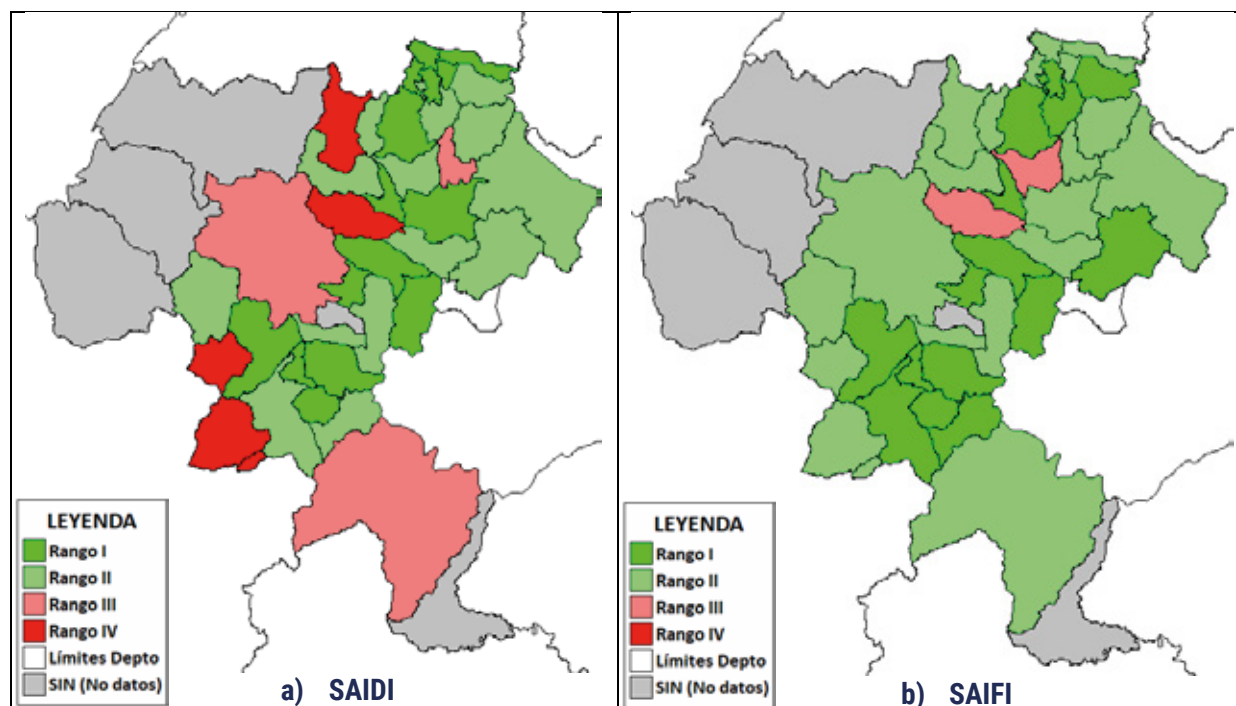 LEYENDA
Rango I
Rango II
Rango III
Rango IV
Límites Depto
SIN (No datos)
a) SAIDI
LEYENDA
Rango I
Rango II
Rango III
Rango IV
Límites Depto
SIN (No datos)
b) SAIFI